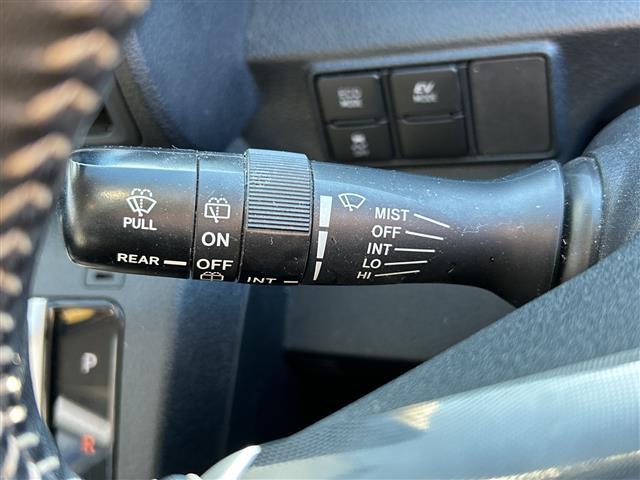 ECO
MODE
EV
MODE
PULL
ON
REAR
OFF
INT
MIST
OFF
INT
LO
HI
P
R